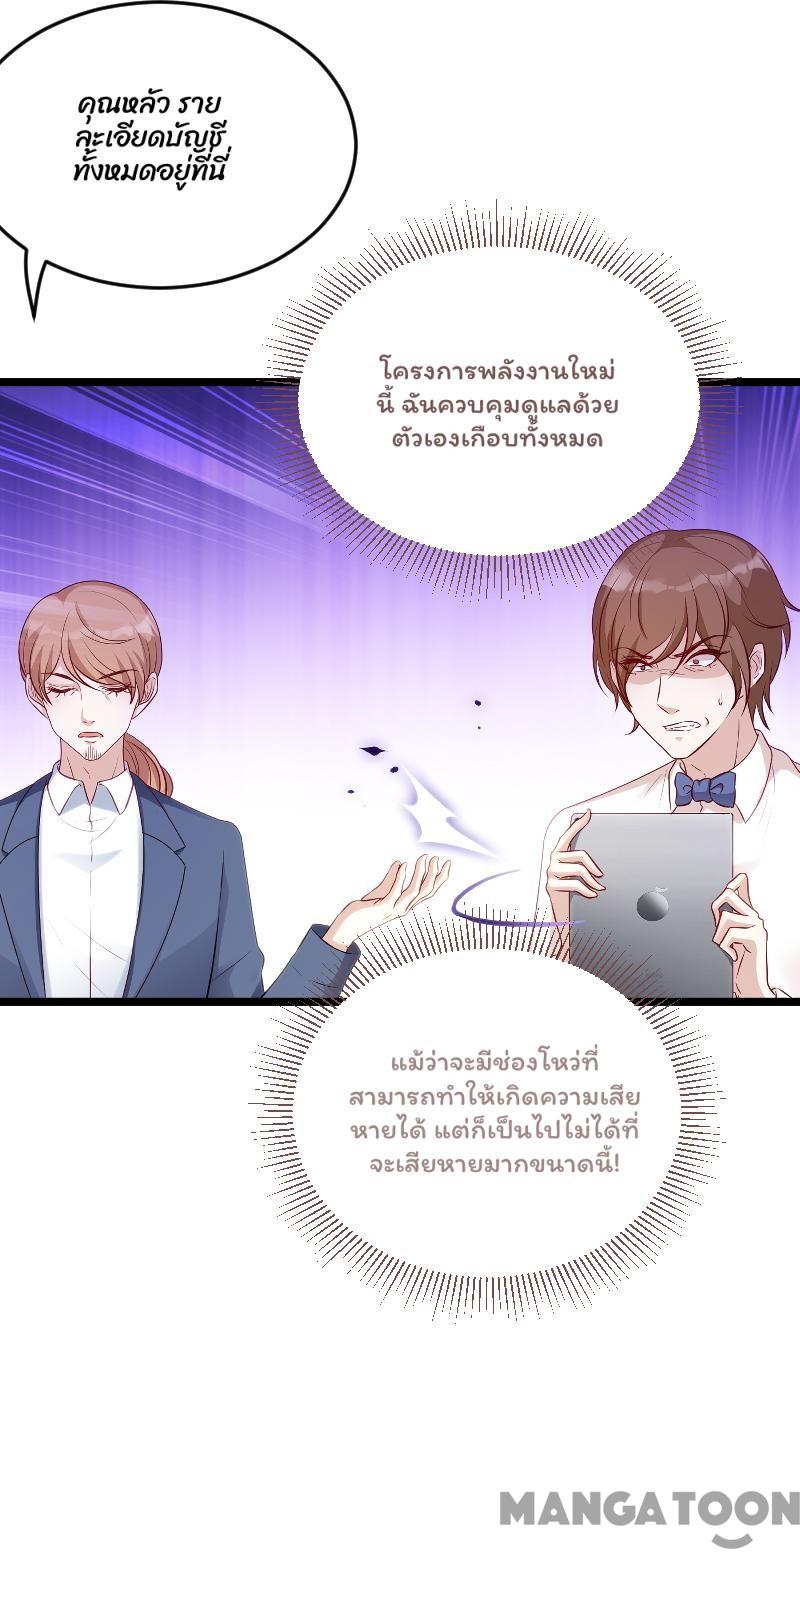 คุณหลัว ราย
ละเอียดบัญชี
ทั้งหมดอยู่ที่นี่
โครงการพลังงานใหม่
นี้ ฉันควบคุมดูแลด้วย
ตัวเองเกือบทั้งหมด
แม้ว่าจะมีช่องโหว่ที่
สามารถทำให้เกิดความเสีย
หายได้ แต่ก็เป็นไปไม่ได้ที่
จะเสียหายมากขนาดนี้!
MANGATOON